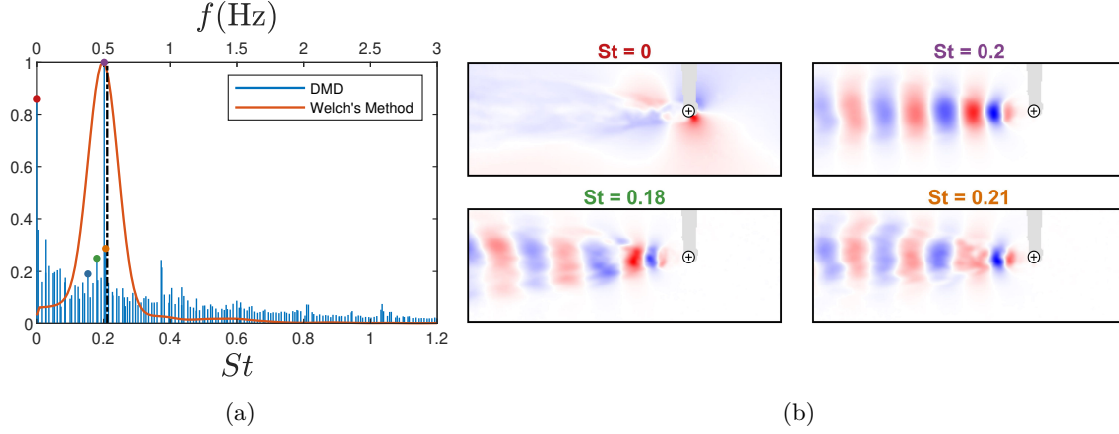 f(Hz)
0 0.5 1 1.5 2 2.5 3
1
0.8
0.6
0.4
0.2
0
DMD
Welch's Method
0 0.2 0.4 0.6 0.8 1 1.2
St
(a)
St = 0
St = 0.2
St = 0.18
St = 0.21
(b)